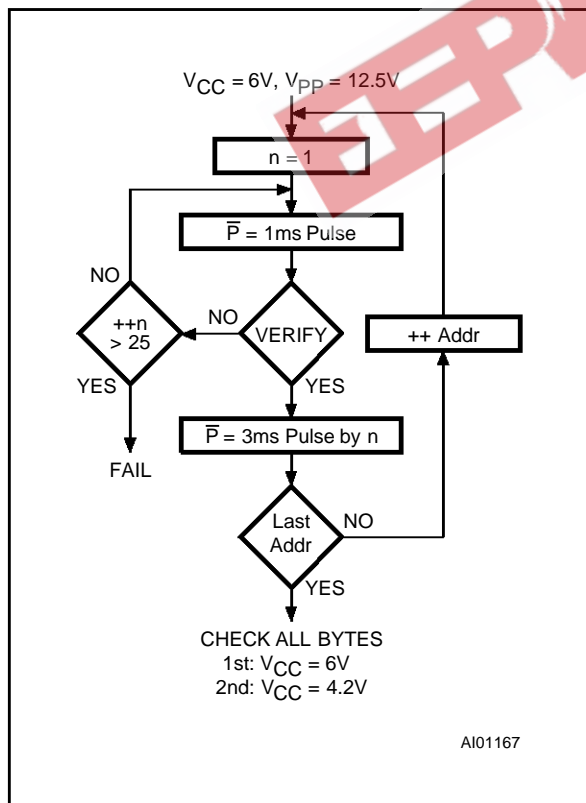 VCC = 6V, VPP = 12.5V
n = 1
P̅ = 1ms Pulse
NO
++n
> 25
NO
VERIFY
++ Addr
YES
YES
P̅ = 3ms Pulse by n
FAIL
Last
Addr
NO
YES
CHECK ALL BYTES
1st: VCC = 6V
2nd: VCC = 4.2V
AI01167